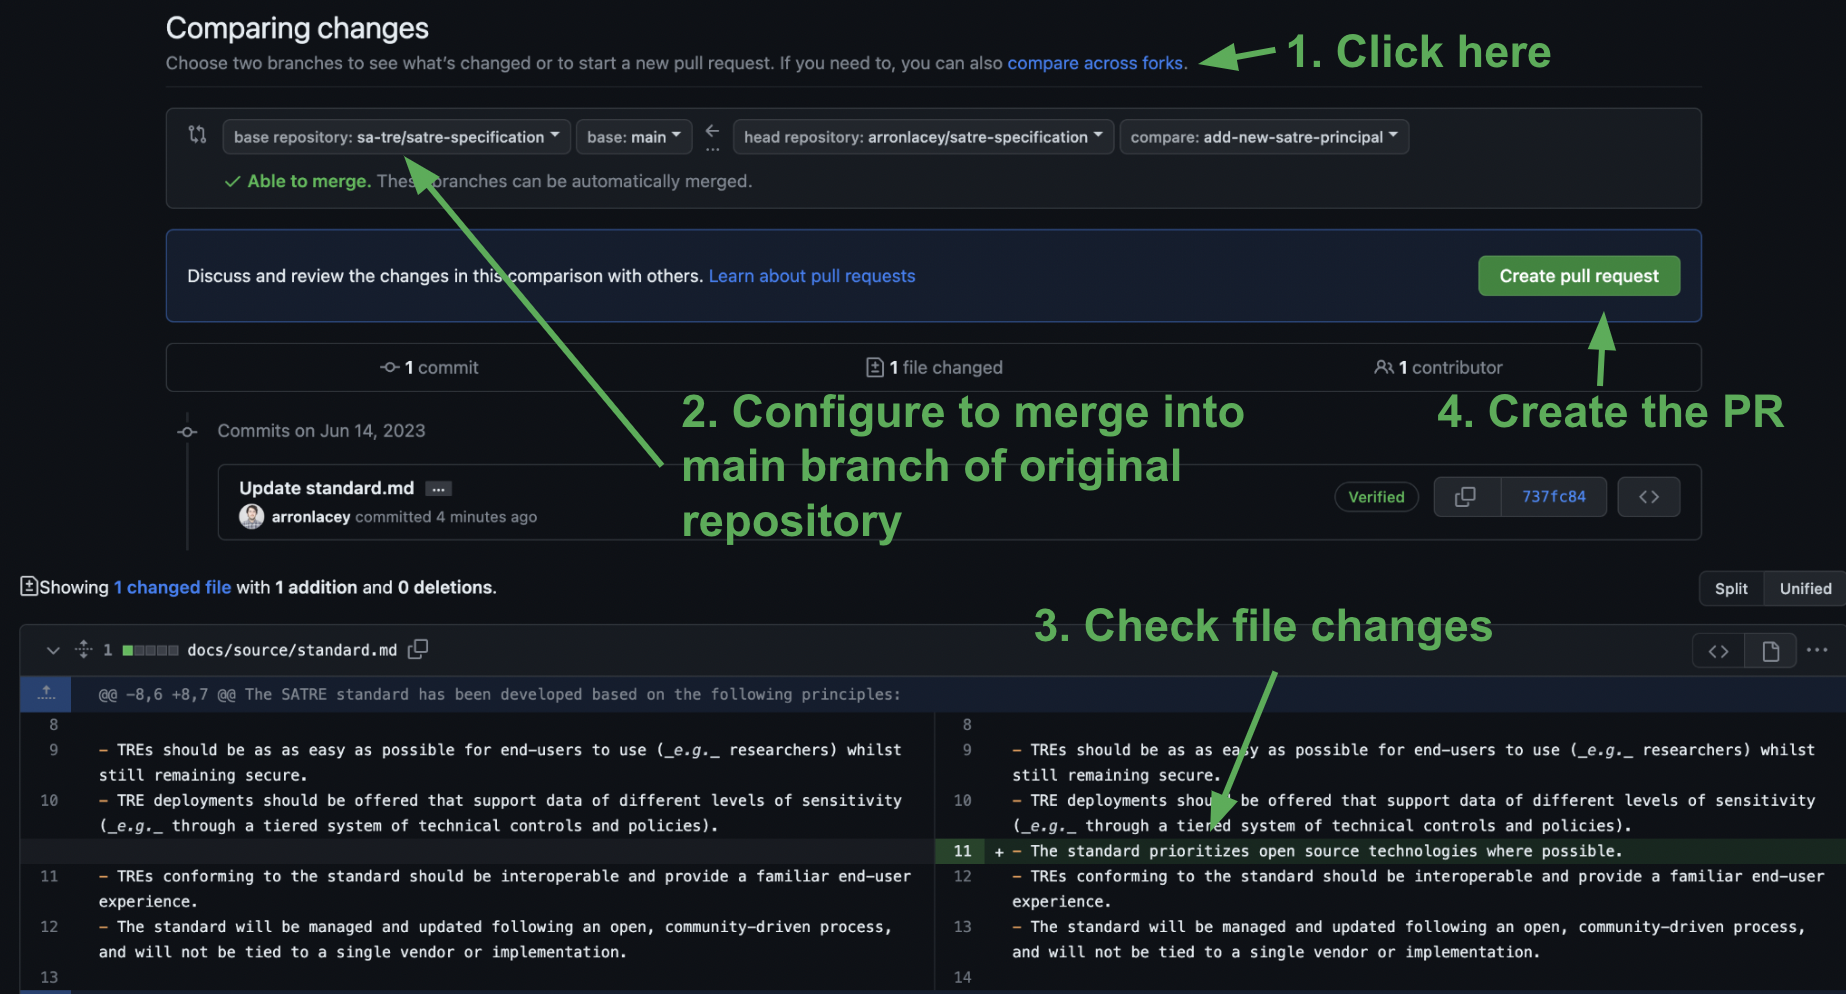 Comparing changes
Choose two branches to see what's changed or to start a new pull request. If you need to, you can also compare across forks.
1. Click here
base repository: sa-tre/satre-specification
base: main
head repository: arronlacey/satre-specification
compare: add-new-satre-principal
Able to merge. These branches can be automatically merged.
Discuss and review the changes in this comparison with others. Learn about pull requests
Create pull request
1 commit
1 file changed
1 contributor
2. Configure to merge into
main branch of original
repository
4. Create the PR
Commits on Jun 14, 2023
Update standard.md ...
arronlacey committed 4 minutes ago
Verified
737fc84
Showing 1 changed file with 1 addition and 0 deletions.
Split
Unified
3. Check file changes
1 docs/source/standard.md
@@ -8,6 +8,7 @@ The SATRE standard has been developed based on the following principles:
8
9 - TREs should be as as easy as possible for end-users to use (_e.g._ researchers) whilst
still remaining secure.
10 - TRE deployments should be offered that support data of different levels of sensitivity
(_e.g._ through a tiered system of technical controls and policies).
11 - TREs conforming to the standard should be interoperable and provide a familiar end-user
experience.
12 - The standard will be managed and updated following an open, community-driven process,
and will not be tied to a single vendor or implementation.
13
8
9 - TREs should be as as easy as possible for end-users to use (_e.g._ researchers) whilst
still remaining secure.
10 - TRE deployments should be offered that support data of different levels of sensitivity
(_e.g._ through a tiered system of technical controls and policies).
11 + - The standard prioritizes open source technologies where possible.
12 - TREs conforming to the standard should be interoperable and provide a familiar end-user
experience.
13 - The standard will be managed and updated following an open, community-driven process,
and will not be tied to a single vendor or implementation.
14